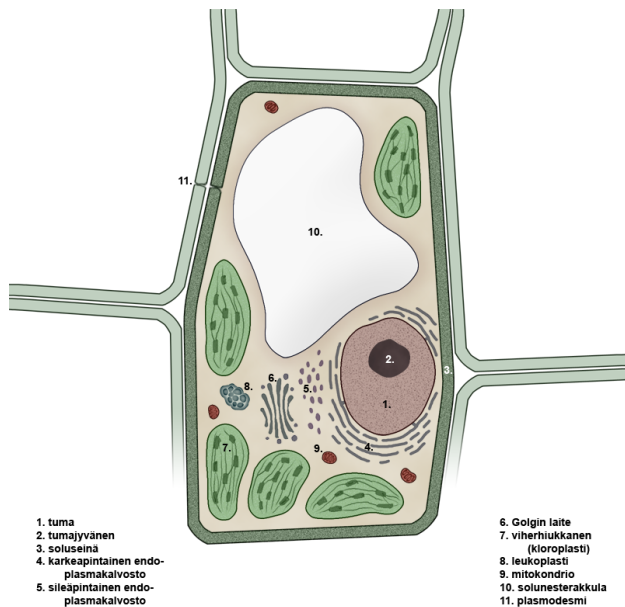 11.
10.
2.
3.
6.
8.
5.
1.
4.
7.
9.
1. tuma
2. tumajyvänen
3. soluseinä
4. karkeapintainen endo-
plasmakalvosto
5. sileäpintainen endo-
plasmakalvosto
6. Golgin laite
7. viherhiukkanen
(kloroplasti)
8. leukoplasti
9. mitokondrio
10. solunesterakkula
11. plasmodesmi